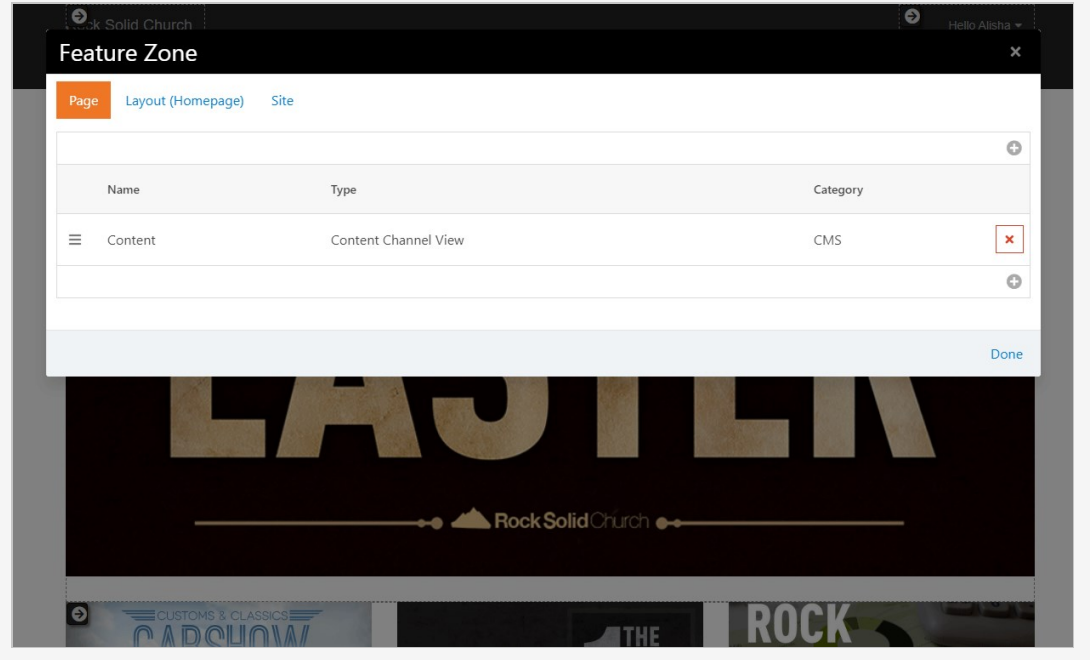 ck Solid Church
Hello Alisha
Feature Zone
Page Layout (Homepage) Site
Name Type Category
Content Content Channel View CMS
Done
EASTER
Rock Solid Church
CUSTOMS & CLASSICS
CARSHOW
THE
ROCK